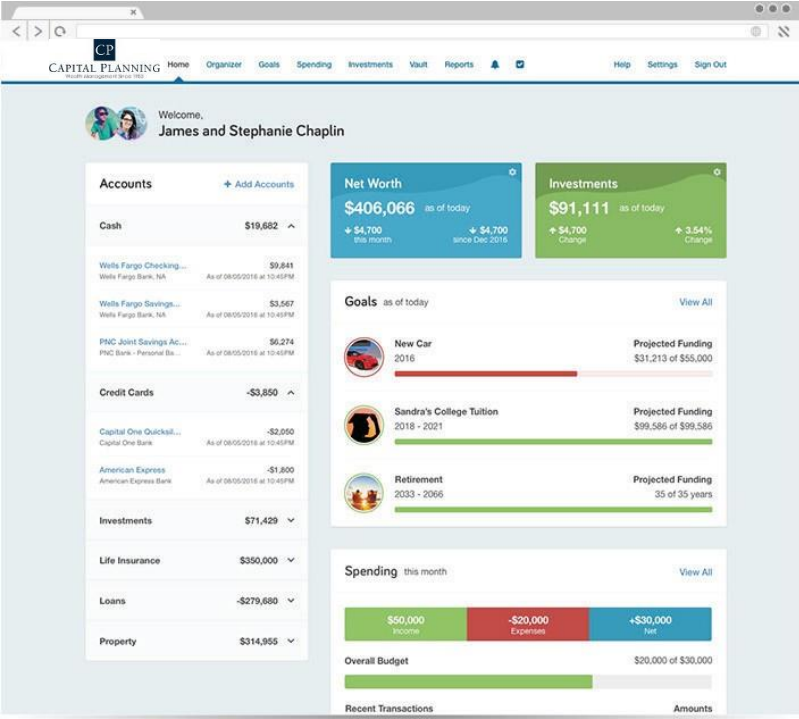 CP
CAPITAL PLANNING
Wealth Management Since 1983
Home Organizer Goals Spending Investments Vault Reports Help Settings Sign Out
Welcome,
James and Stephanie Chaplin
Accounts + Add Accounts
Cash $19,682
Wells Fargo Checking... $9,841
Wells Fargo Bank, NA As of 08/05/2016 at 10:45PM
Wells Fargo Savings... $3,567
Wells Fargo Bank, NA As of 08/05/2016 at 10:45PM
PNC Joint Savings Ac... $6,274
PNC Bank - Personal Ba... As of 08/05/2016 at 10:45PM
Credit Cards -$3,850
Capital One Quicksil... -$2,050
Capital One Bank As of 08/05/2016 at 10:45PM
American Express -$1,800
American Express Bank As of 08/05/2016 at 10:45PM
Investments $71,429
Life Insurance $350,000
Loans -$279,680
Property $314,955
Net Worth
$406,066 as of today
$4,700 $4,700
this month since Dec 2016
Investments
$91,111 as of today
$4,700 3.54%
Change Change
Goals as of today View All
New Car Projected Funding
2016 $31,213 of $55,000
Sandra's College Tuition Projected Funding
2018 - 2021 $99,586 of $99,586
Retirement Projected Funding
2033 - 2066 35 of 35 years
Spending this month View All
$50,000 -$20,000 +$30,000
Income Expenses Net
Overall Budget $20,000 of $30,000
Recent Transactions Amounts